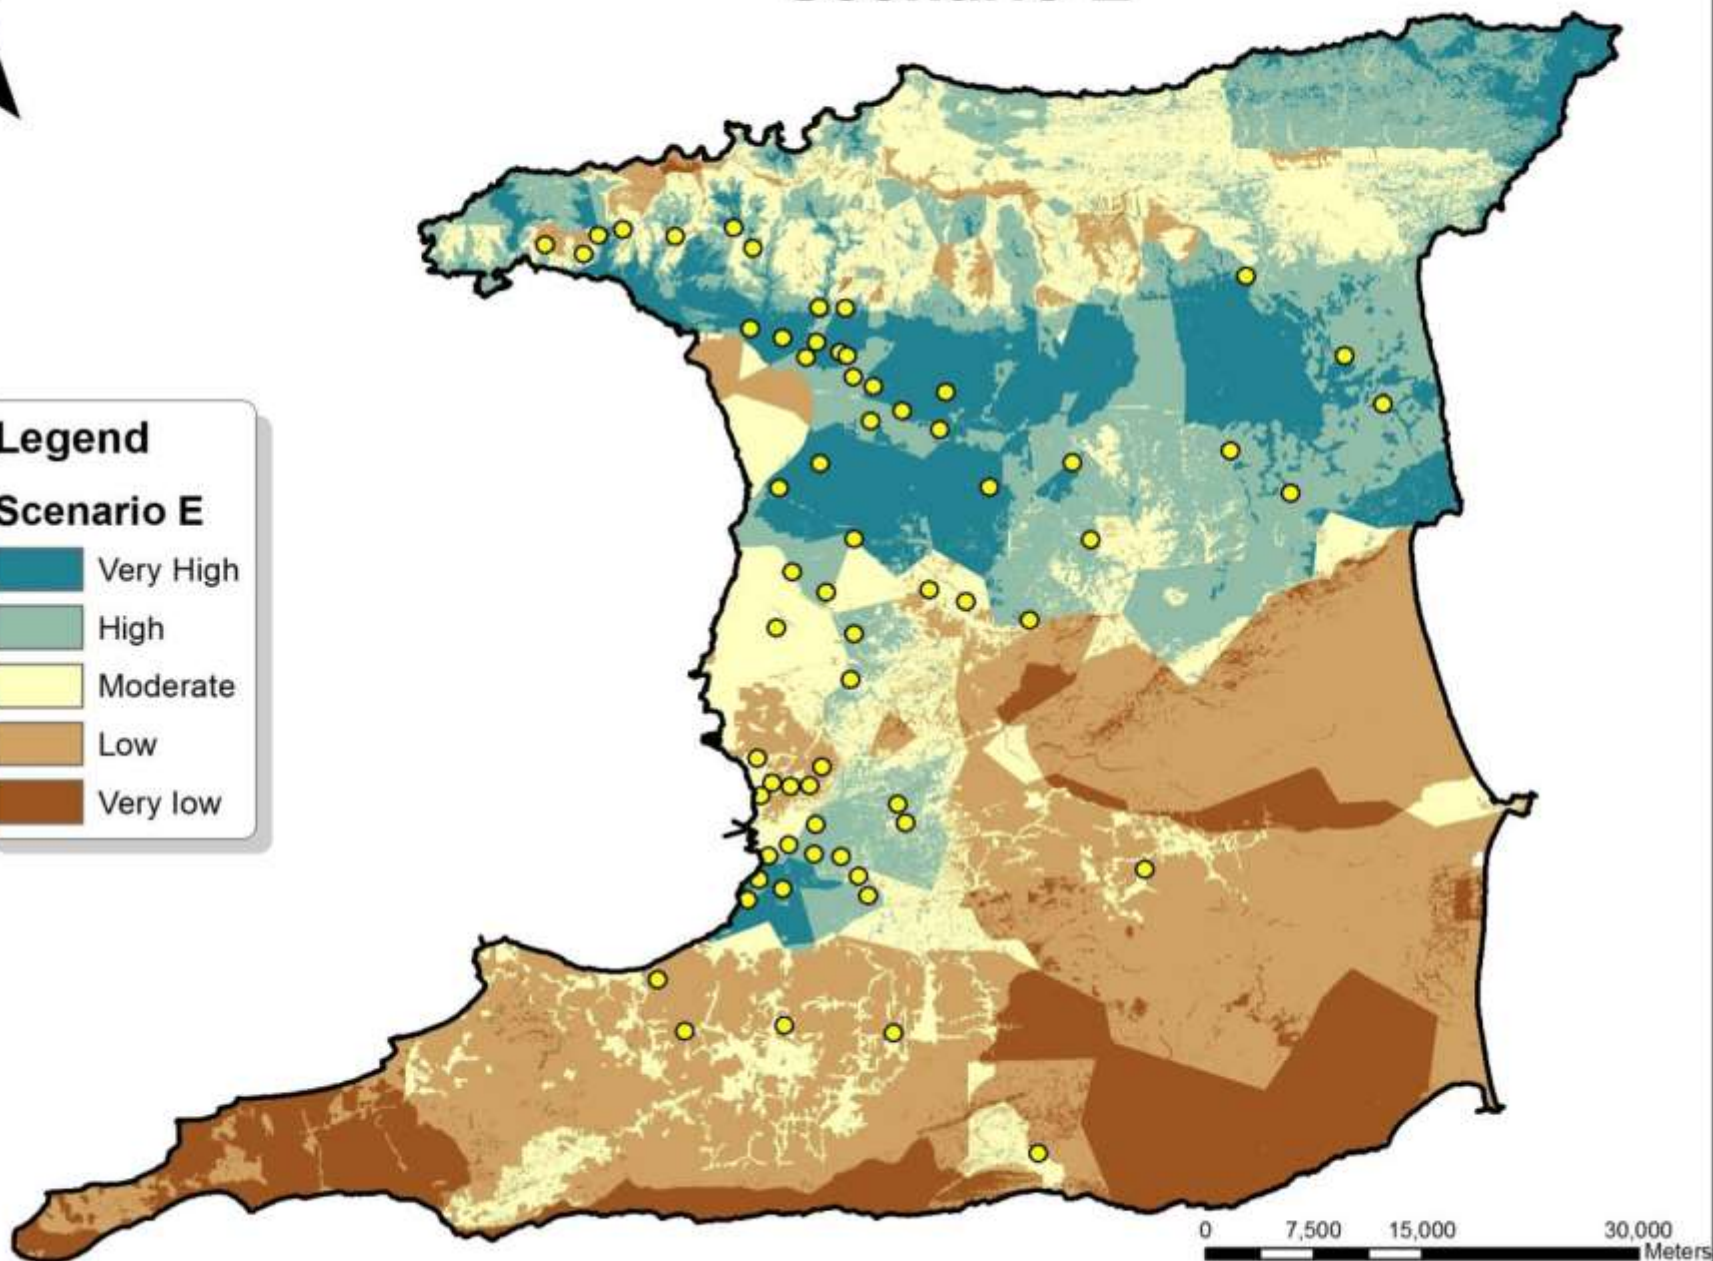 Legend
Scenario E
Very High
High
Moderate
Low
Very low
0 7,500 15,000 30,000
Meters